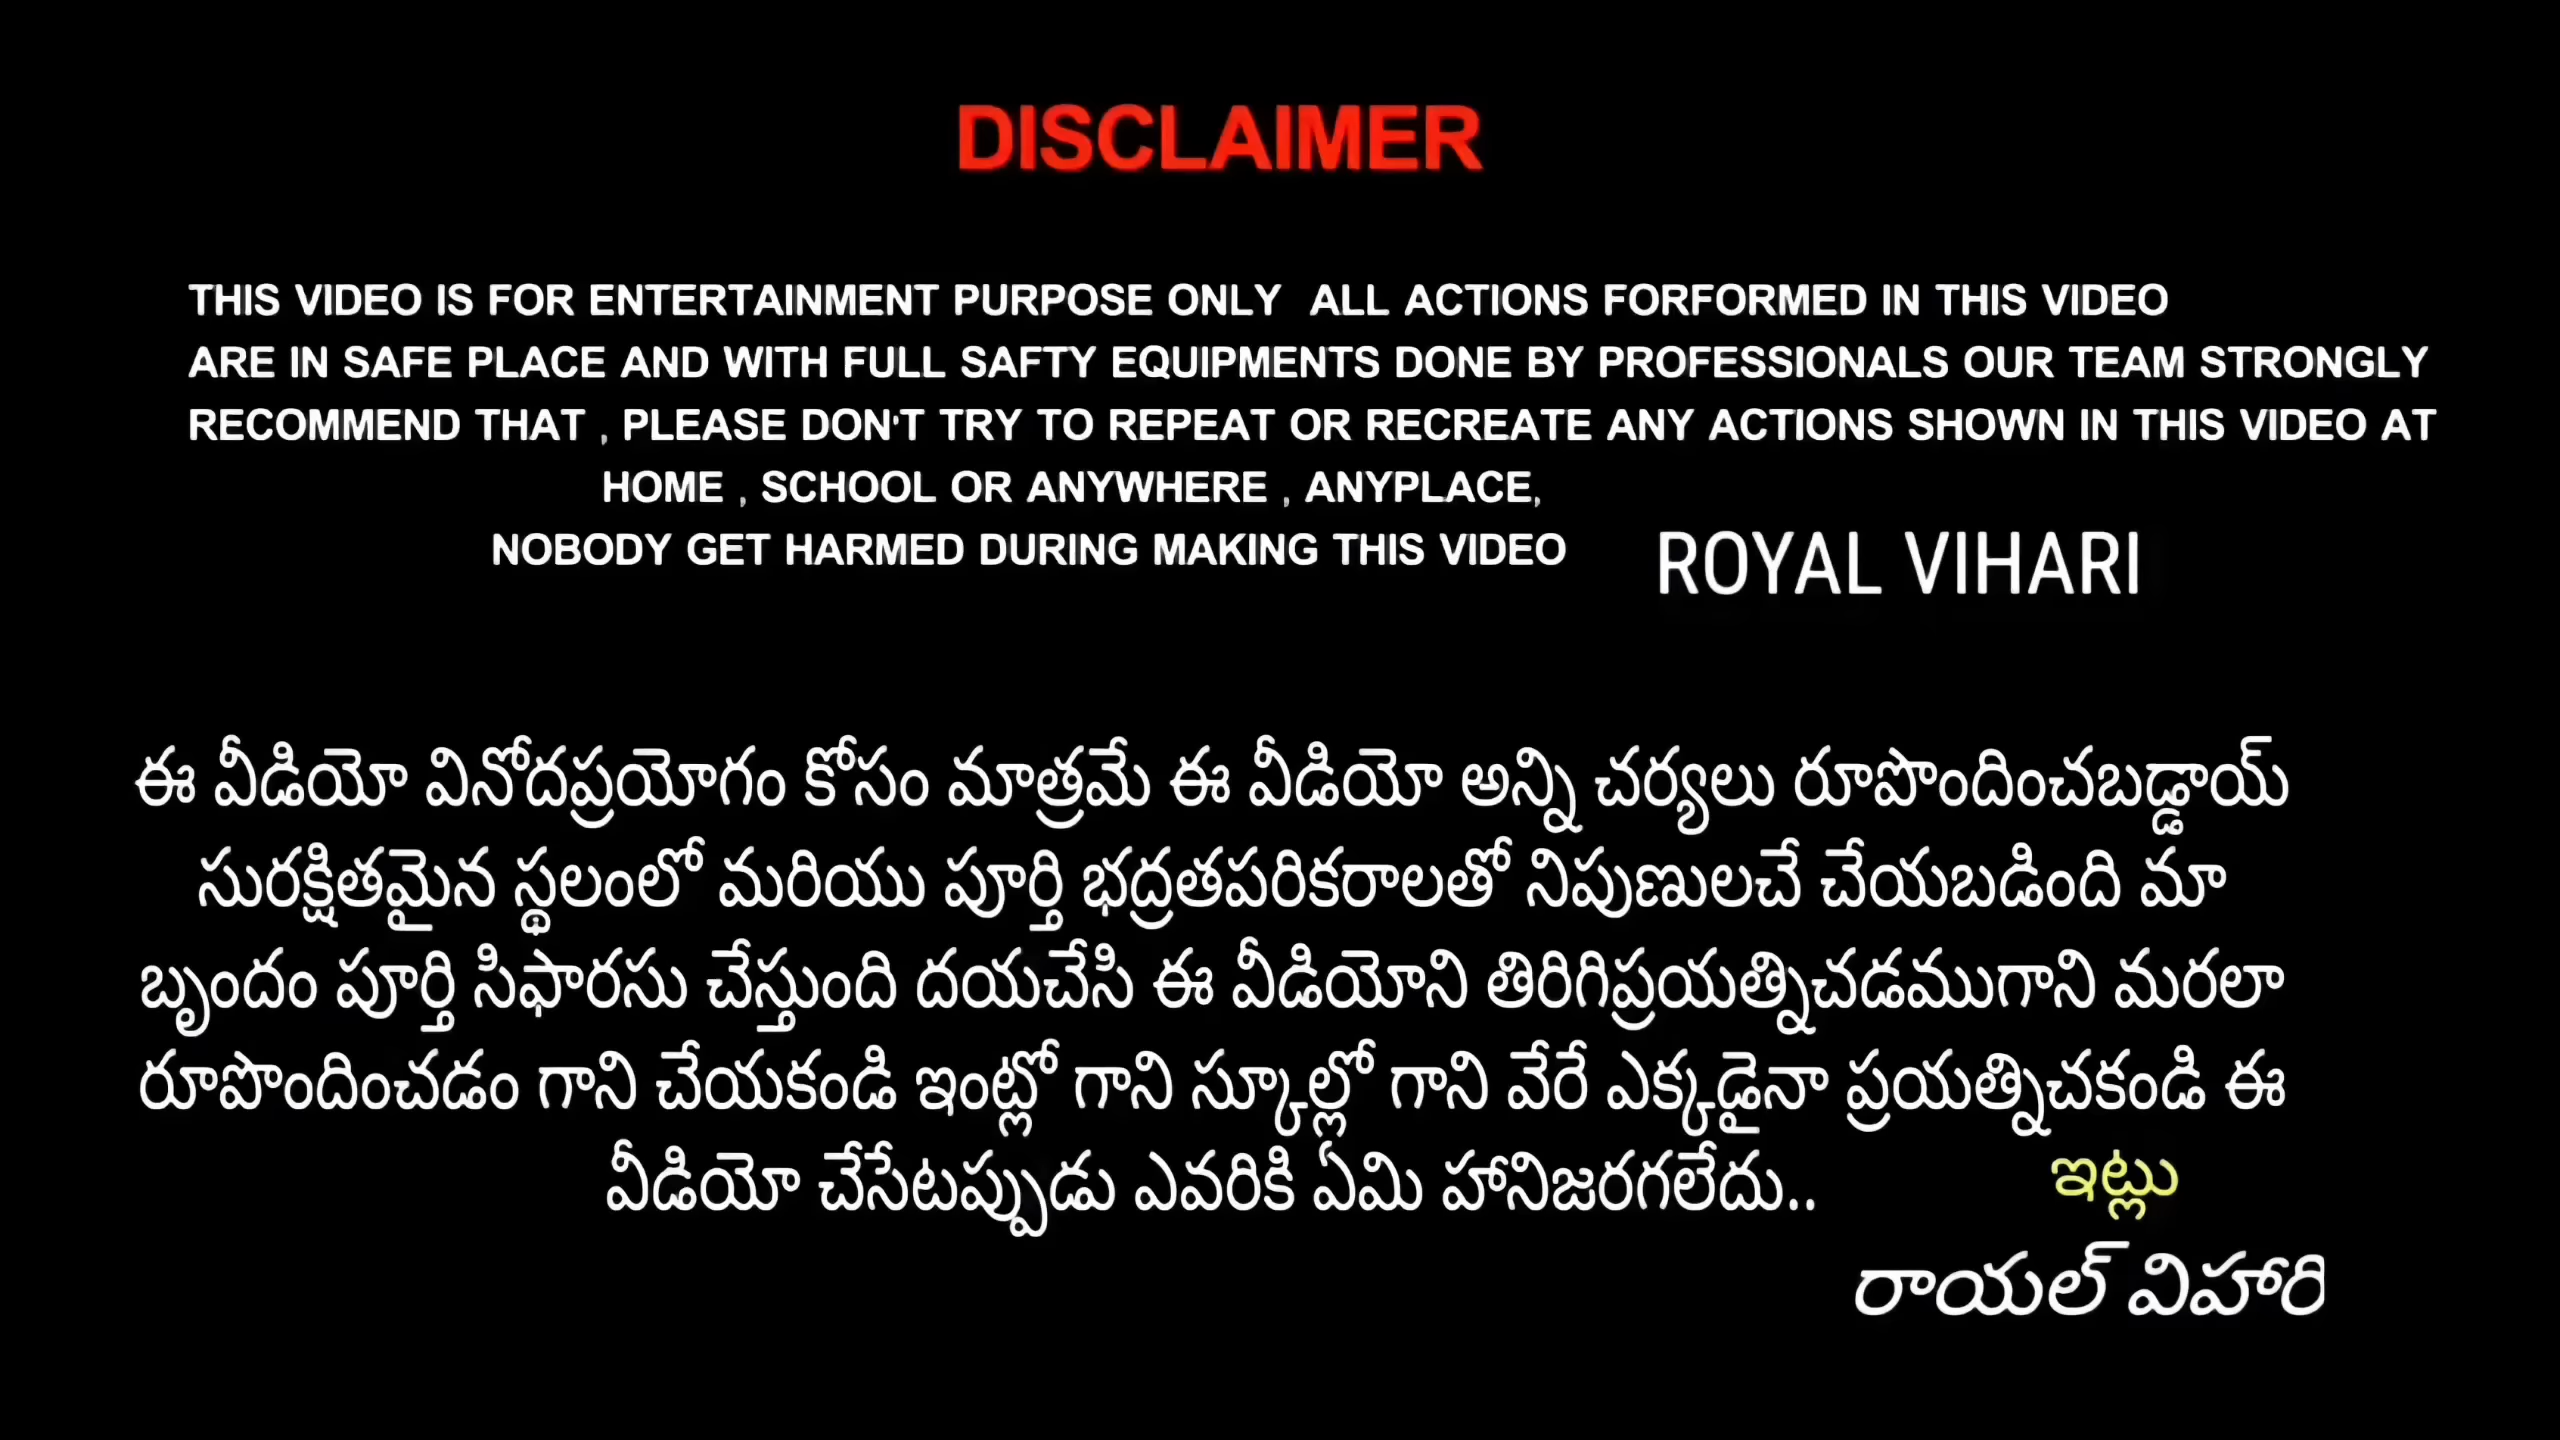 DISCLAIMER
THIS VIDEO IS FOR ENTERTAINMENT PURPOSE ONLY ALL ACTIONS FORFORMED IN THIS VIDEO
ARE IN SAFE PLACE AND WITH FULL SAFTY EQUIPMENTS DONE BY PROFESSIONALS OUR TEAM STRONGLY
RECOMMEND THAT , PLEASE DON'T TRY TO REPEAT OR RECREATE ANY ACTIONS SHOWN IN THIS VIDEO AT
HOME , SCHOOL OR ANYWHERE , ANYPLACE,
NOBODY GET HARMED DURING MAKING THIS VIDEO
ROYAL VIHARI
ఈ వీడియో వినోదప్రయోగం కోసం మాత్రమే ఈ వీడియో అన్ని చర్యలు రూపొందించబడ్డాయ్
సురక్షితమైన స్థలంలో మరియు పూర్తి భద్రతపరికరాలతో నిపుణులచే చేయబడింది మా
బృందం పూర్తి సిఫారసు చేస్తుంది దయచేసి ఈ వీడియోని తిరిగిప్రయత్నిచడముగాని మరలా
రూపొందించడం గాని చేయకండి ఇంట్లో గాని స్కూల్లో గాని వేరే ఎక్కడైనా ప్రయత్నిచకండి ఈ
వీడియో చేసేటప్పుడు ఎవరికి ఏమి హానిజరగలేదు..
ఇట్లు
రాయల్ విహారి